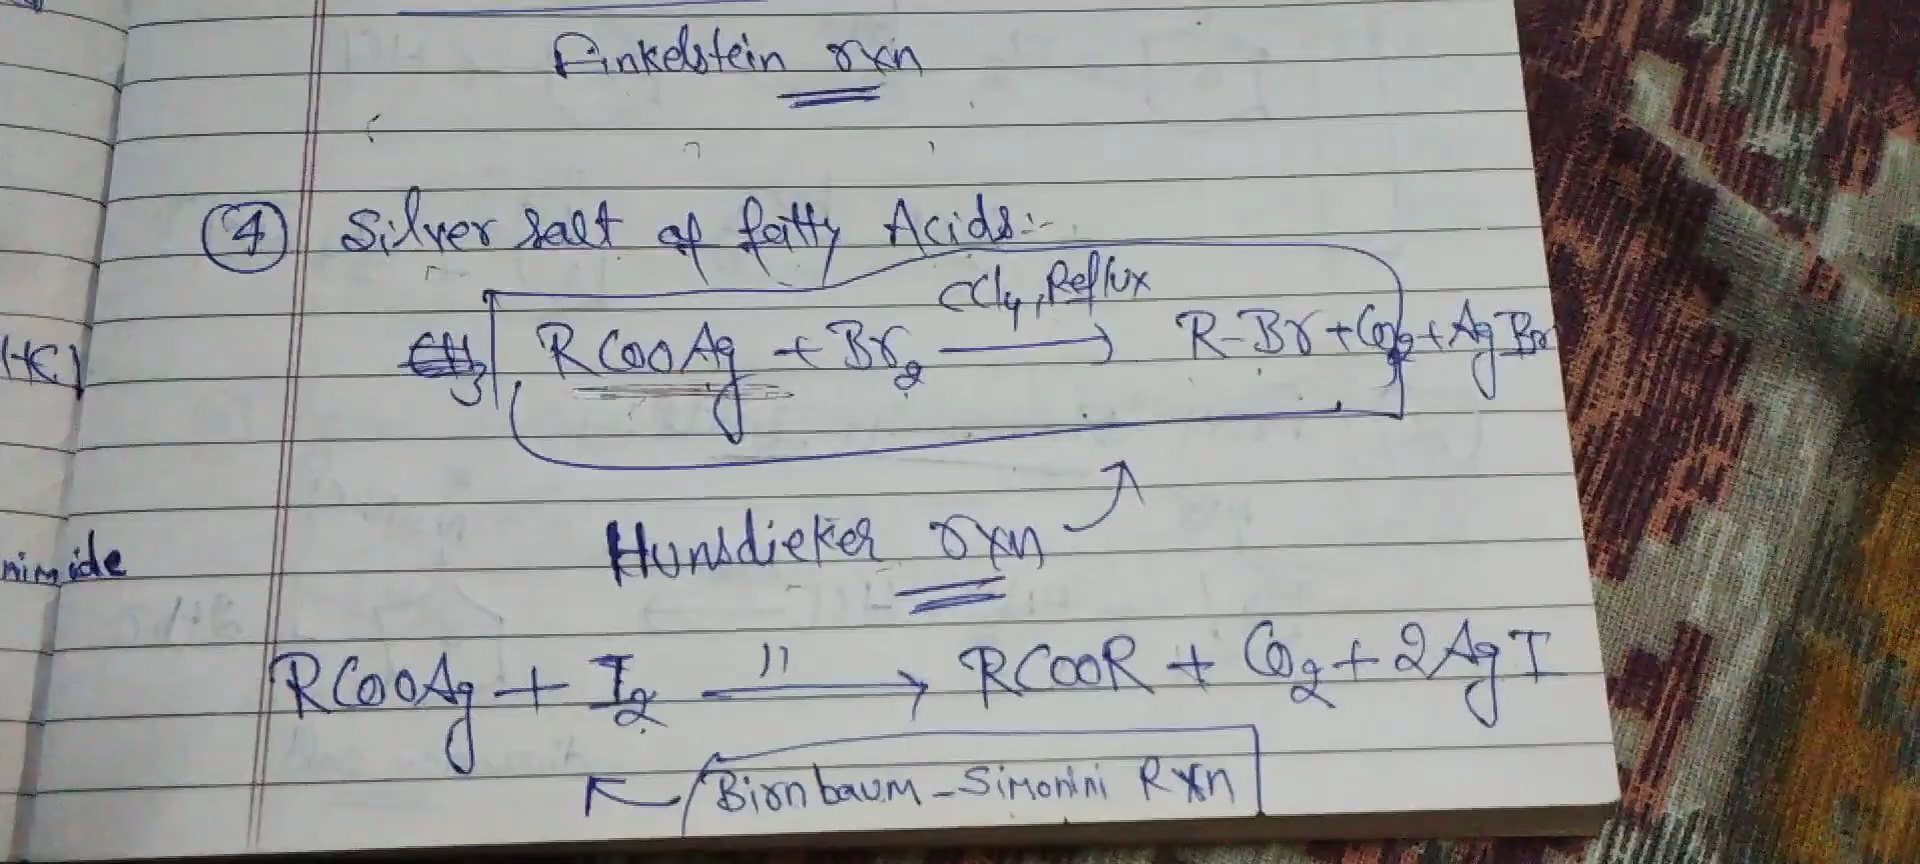 Finkelstein rxn
④ Silver salt of fatty Acids:-
CCl4, Reflux
RCOOAg + Br2 → R-Br + CO2 + AgBr
Hunsdieker rxn
nimide
RCOOAg + I2 → RCOOR + CO2 + 2AgI
Birnbaum-Simonini Rxn